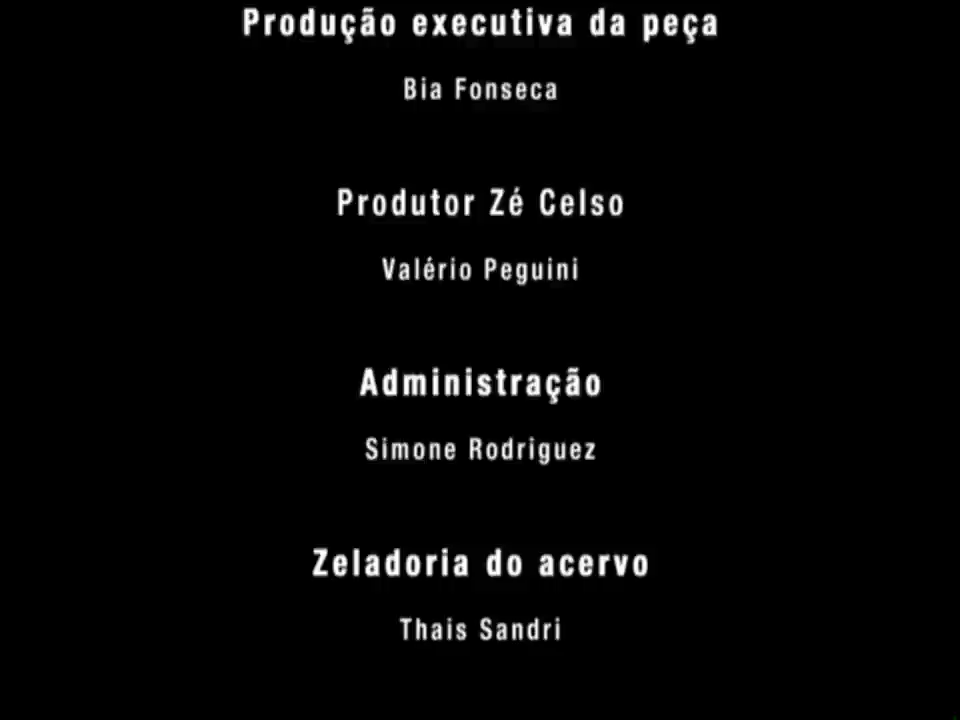 Produção executiva da peça
Bia Fonseca
Produtor Zé Celso
Valério Peguini
Administração
Simone Rodriguez
Zeladoria do acervo
Thais Sandri